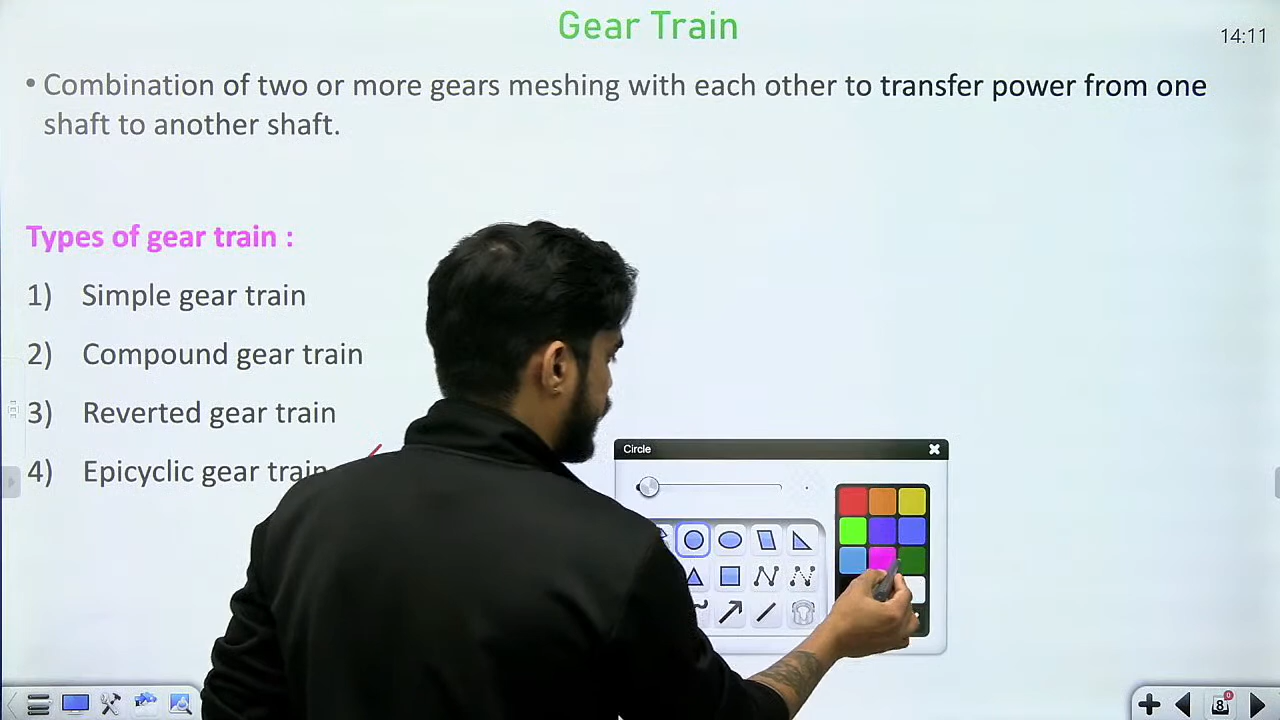 Gear Train
14:11
• Combination of two or more gears meshing with each other to transfer power from one
shaft to another shaft.
Types of gear train :
1) Simple gear train
2) Compound gear train
3) Reverted gear train
4) Epicyclic gear train
Circle
0
8